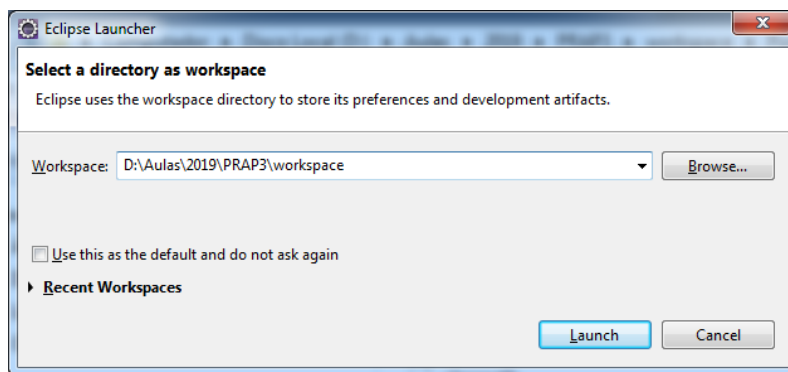 Eclipse Launcher
Select a directory as workspace
Eclipse uses the workspace directory to store its preferences and development artifacts.
Workspace: D:\Aulas\2019\PRAP3\workspace Browse...
Use this as the default and do not ask again
Recent Workspaces
Launch Cancel